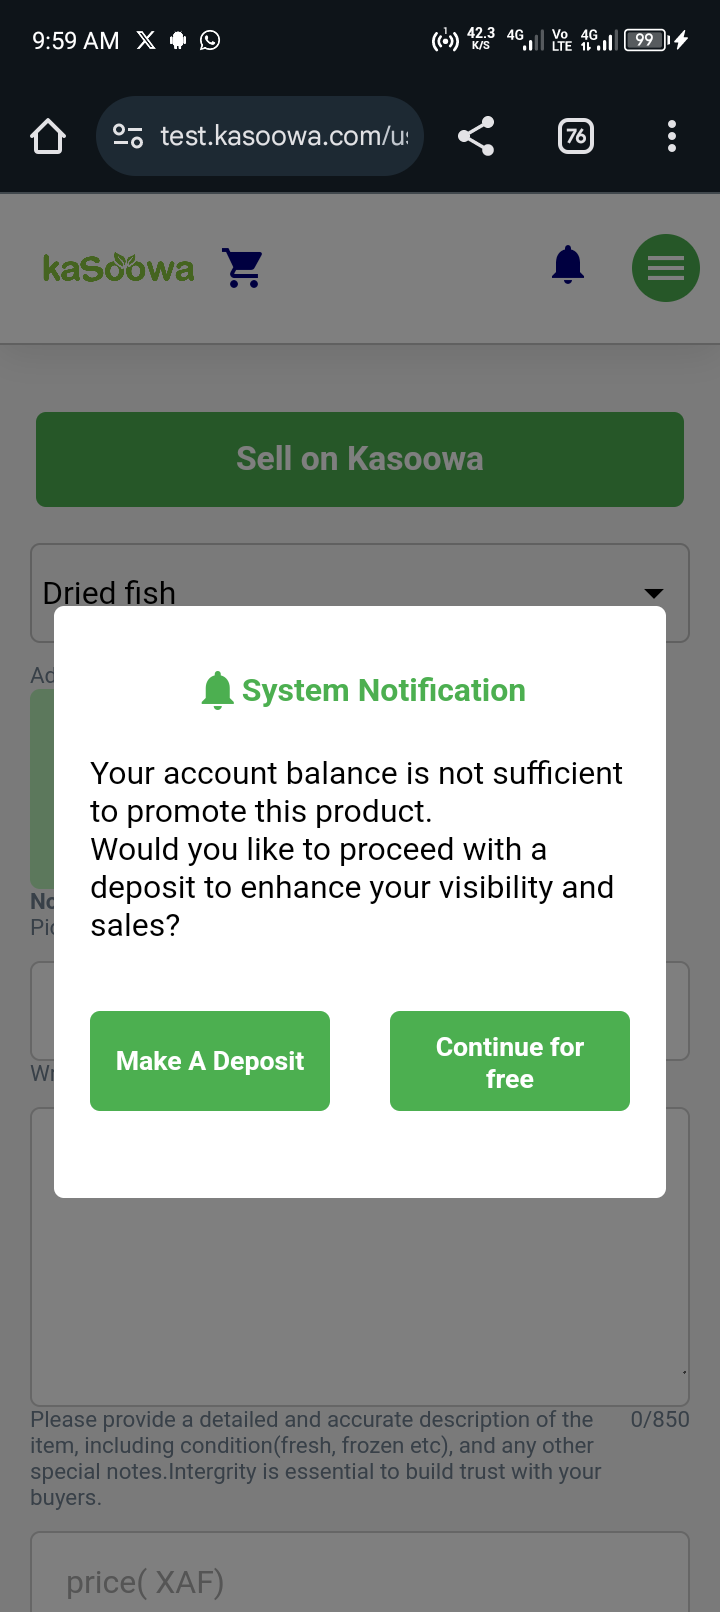 9:59 AM
42.3
K/S
4G
Vo
LTE
4G
99
test.kasoowa.com/us
76
kaSoowa
Sell on Kasoowa
Dried fish
Ad
System Notification
Your account balance is not sufficient
to promote this product.
Would you like to proceed with a
deposit to enhance your visibility and
sales?
No
Pic
Make A Deposit
Continue for
free
Wr
Please provide a detailed and accurate description of the
0/850
item, including condition(fresh, frozen etc), and any other
special notes.Intergrity is essential to build trust with your
buyers.
price( XAF)